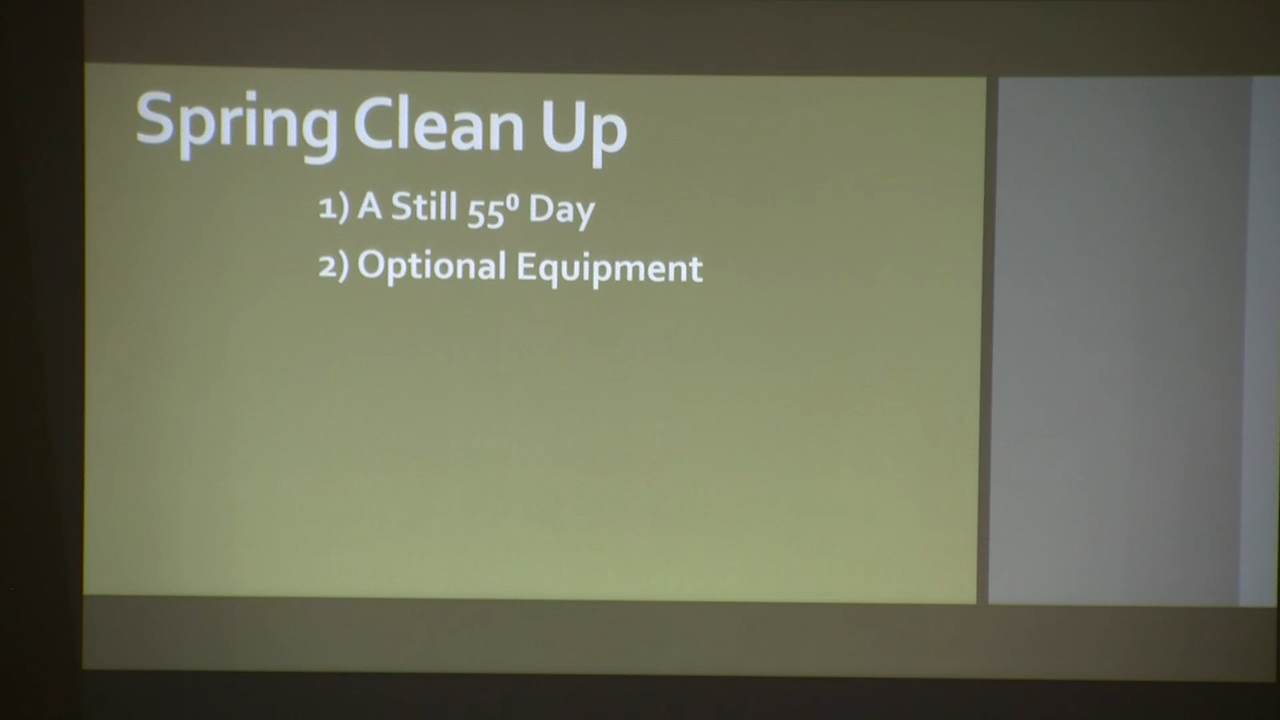 Spring Clean Up
1) A Still 55⁰ Day
2) Optional Equipment